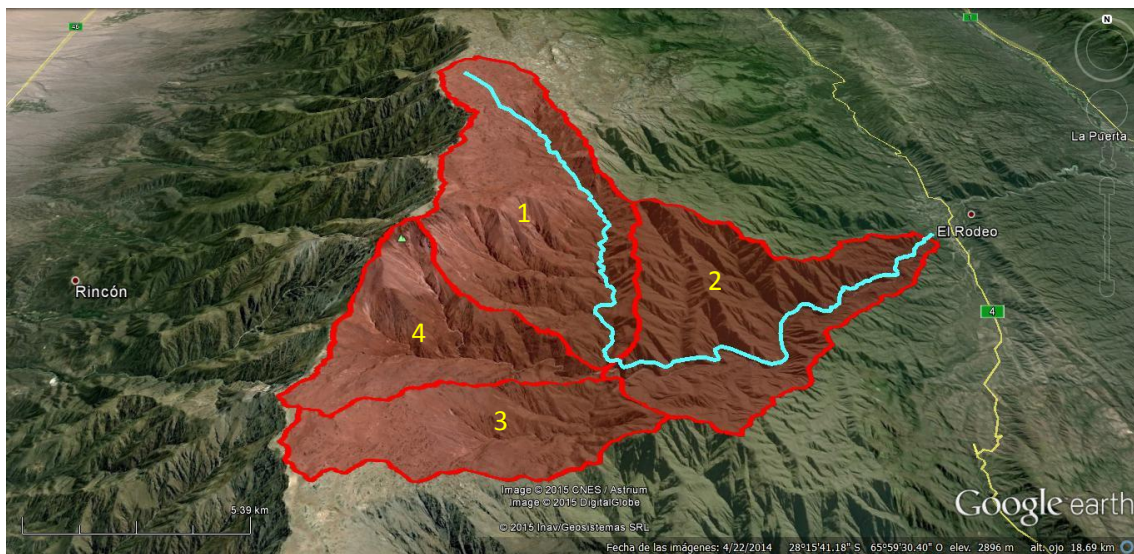 46
1
N
La Puerta
1
El Rodeo
2
Rincón
4
4
3
Image © 2015 CNES / Astrium
Image © 2015 DigitalGlobe
5.39 km
© 2015 Inav/Geosistemas SRL
Google earth
Fecha de las imágenes: 4/22/2014 28°15'41.18" S 65°59'30.40" O elev. 2896 m alt. ojo 18.69 km